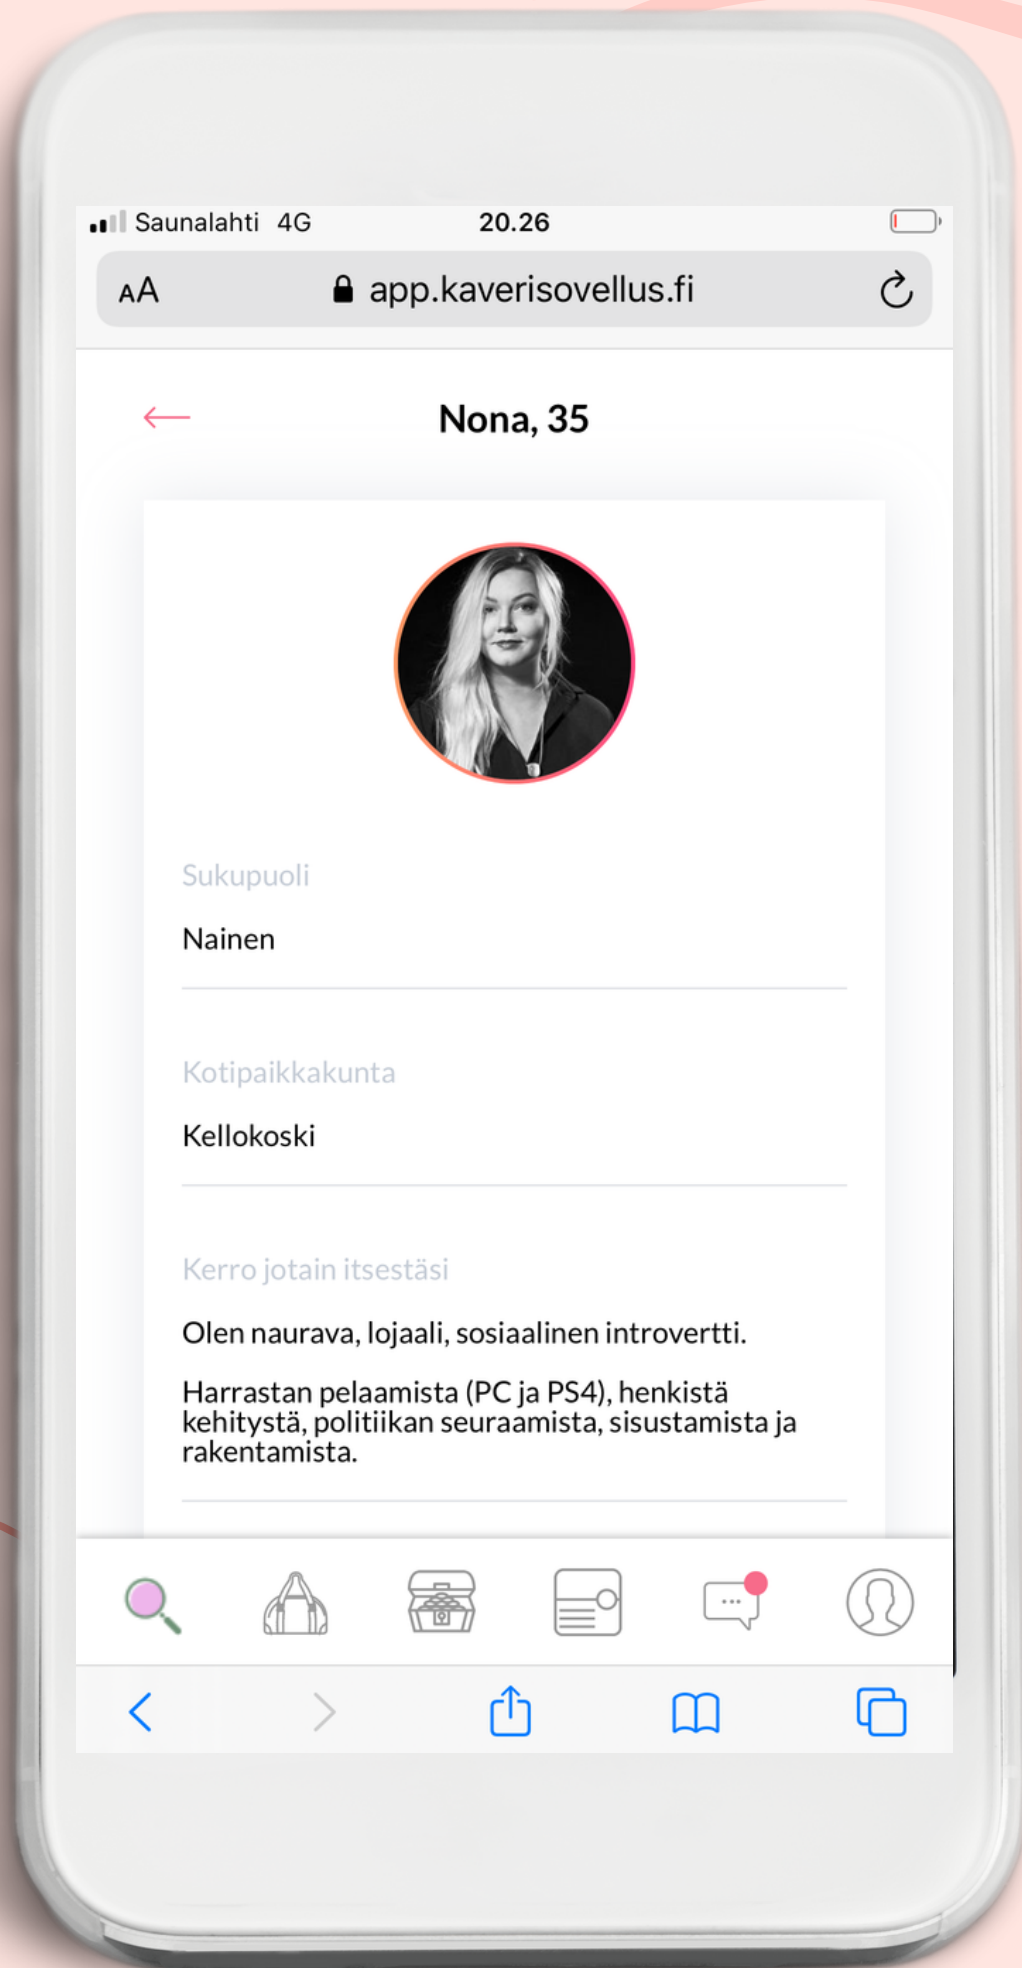 Saunalahti 4G 20.26
AA app.kaverisovellus.fi
Nona, 35
Sukupuoli
Nainen
Kotipaikkakunta
Kellokoski
Kerro jotain itsestäsi
Olen naurava, lojaali, sosiaalinen introvertti.
Harrastan pelaamista (PC ja PS4), henkistä
kehitystä, politiikan seuraamista, sisustamista ja
rakentamista.